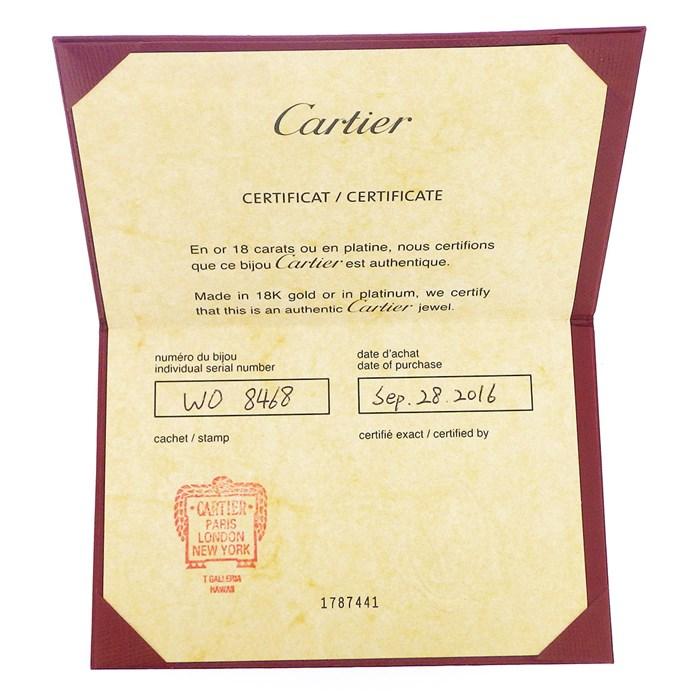 Cartier
CERTIFICAT / CERTIFICATE
En or 18 carats ou en platine, nous certifions
que ce bijou Cartier est authentique.
Made in 18K gold or in platinum, we certify
that this is an authentic Cartier jewel.
numéro du bijou
individual serial number
WO 8468
date d'achat
date of purchase
Sep. 28. 2016
cachet / stamp
certifié exact / certified by
CARTIER
PARIS
LONDON
NEW YORK
T GALLERIA
HAWAII
1787441